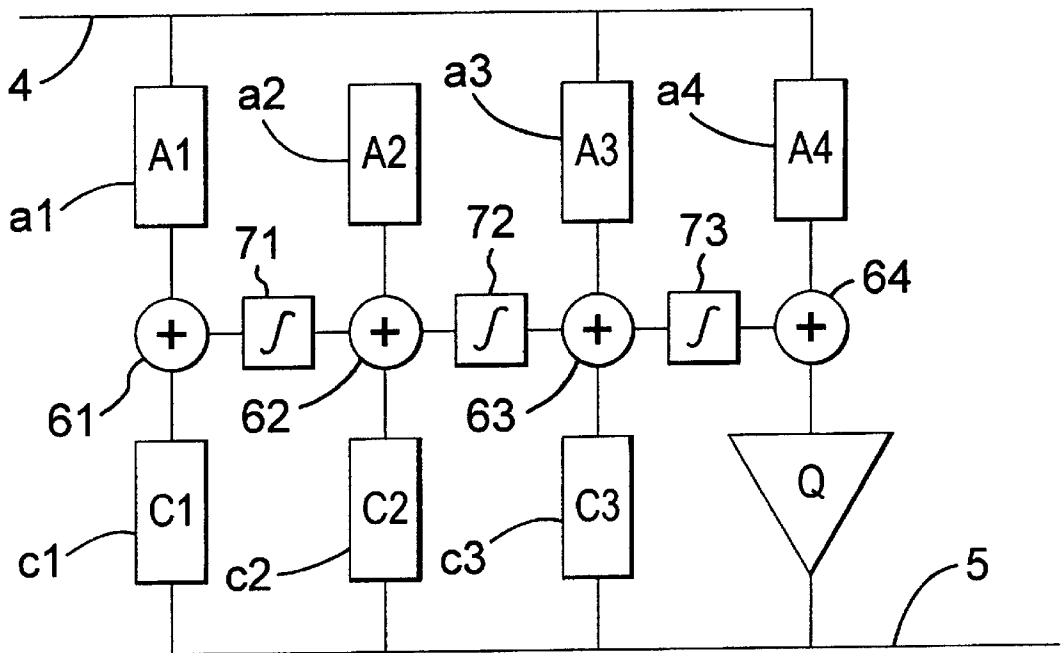 4
a1
A1
a2
A2
a3
A3
a4
A4
71
72
73
+
∫
+
∫
+
∫
+
61
62
63
64
C1
C2
C3
Q
c1
c2
c3
5